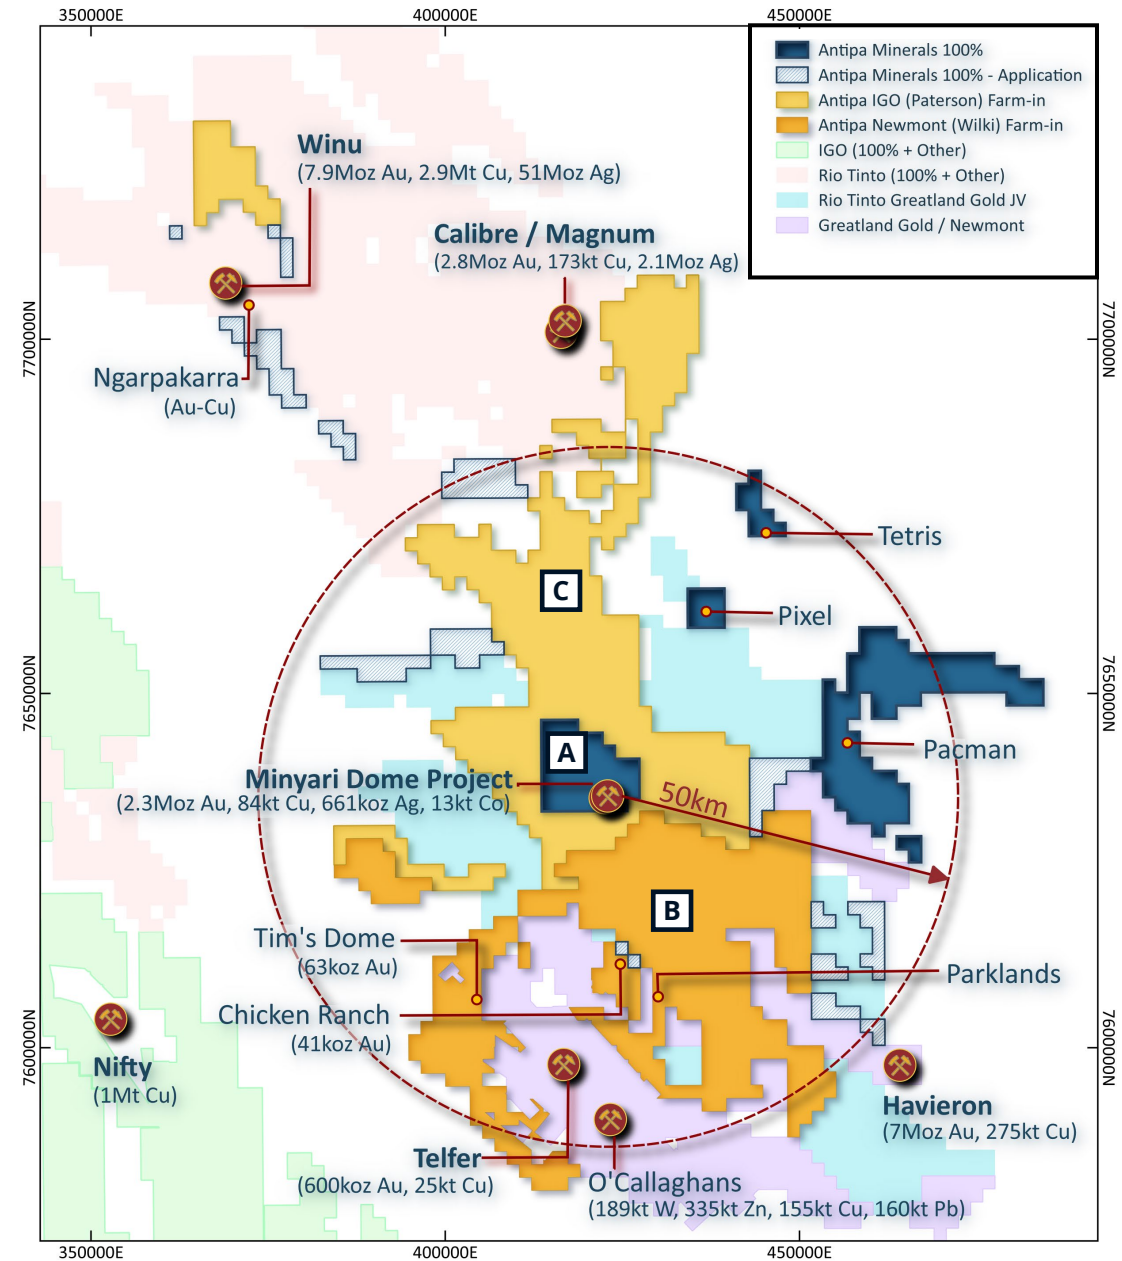 350000E
400000E
450000E
Antipa Minerals 100%
Antipa Minerals 100% - Application
Antipa IGO (Paterson) Farm-in
Antipa Newmont (Wilki) Farm-in
IGO (100% + Other)
Rio Tinto (100% + Other)
Rio Tinto Greatland Gold JV
Greatland Gold / Newmont
Winu
(7.9Moz Au, 2.9Mt Cu, 51Moz Ag)
Calibre / Magnum
(2.8Moz Au, 173kt Cu, 2.1Moz Ag)
7700000N
7700000N
Ngarpakarra
(Au-Cu)
Tetris
C
Pixel
7650000N
7650000N
A
Pacman
Minyari Dome Project
(2.3Moz Au, 84kt Cu, 661koz Ag, 13kt Co)
50km
B
Tim's Dome
(63koz Au)
Parklands
Chicken Ranch
(41koz Au)
7600000N
7600000N
Nifty
(1Mt Cu)
Havieron
(7Moz Au, 275kt Cu)
Telfer
(600koz Au, 25kt Cu)
O'Callaghans
(189kt W, 335kt Zn, 155kt Cu, 160kt Pb)
350000E
400000E
450000E